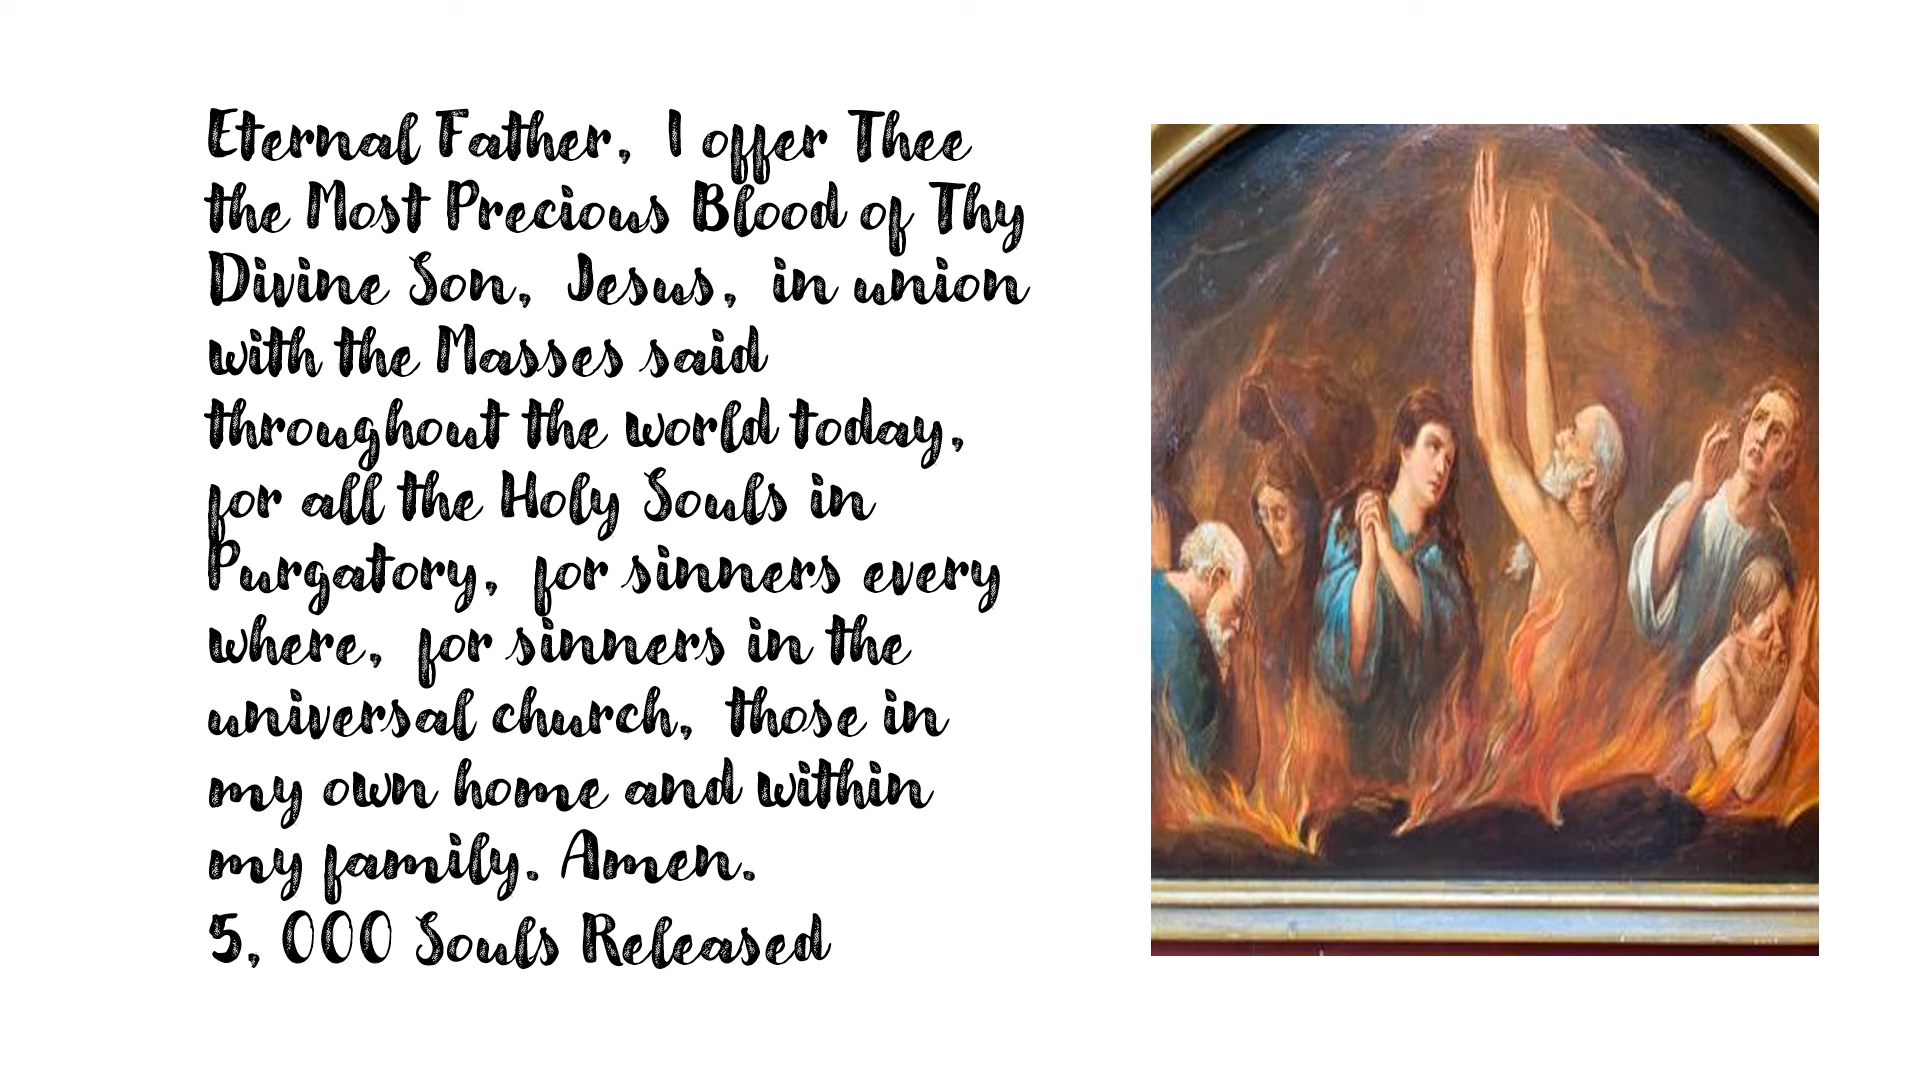 Eternal Father, I offer Thee
the Most Precious Blood of Thy
Divine Son, Jesus, in union
with the Masses said
throughout the world today,
for all the Holy Souls in
Purgatory, for sinners every
where, for sinners in the
universal church, those in
my own home and within
my family. Amen.
5, 000 Souls Released